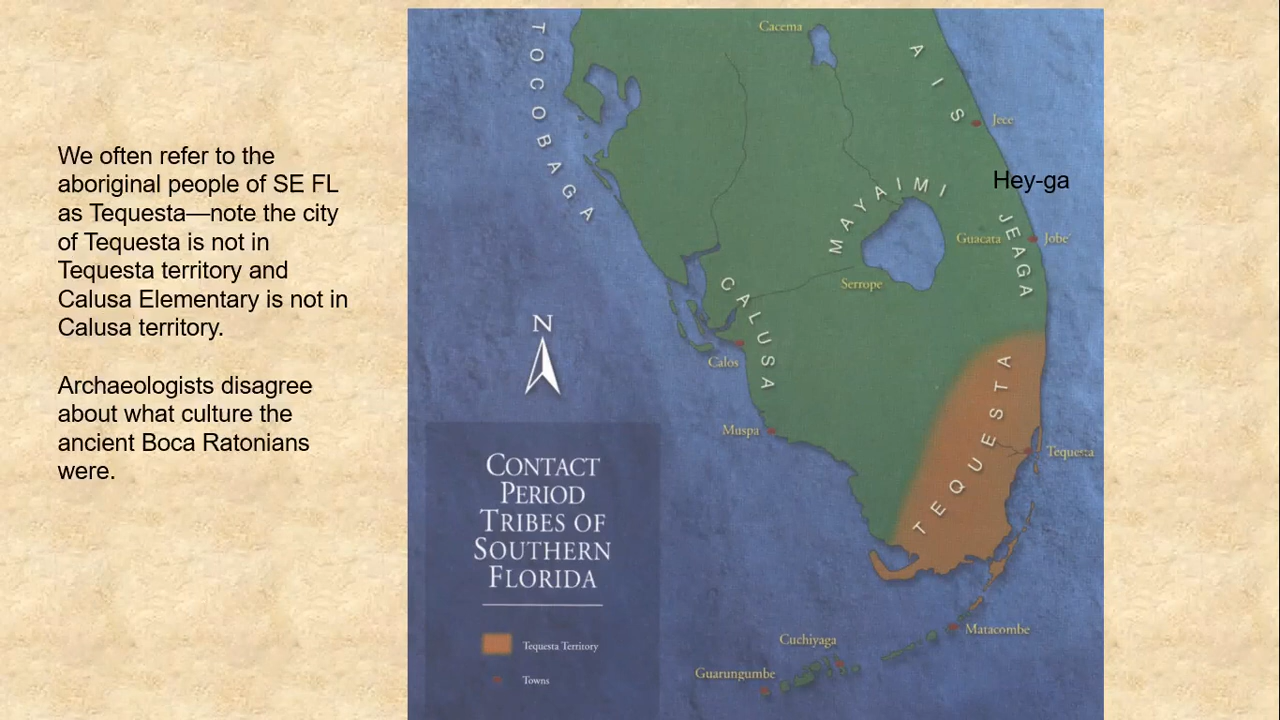 We often refer to the
aboriginal people of SE FL
as Tequesta—note the city
of Tequesta is not in
Tequesta territory and
Calusa Elementary is not in
Calusa territory.
Archaeologists disagree
about what culture the
ancient Boca Ratonians
were.
TOCOBAGA
Cacema
AIS
Jece
Hey-ga
MAYAIMI
JEAGA
Guacata
Jobe
Serrope
CALUSA
Calos
Muspa
TEQUESTA
Tequesta
N
CONTACT
PERIOD
TRIBES OF
SOUTHERN
FLORIDA
Tequesta Territory
Towns
Matacombe
Cuchiyaga
Guarungumbe